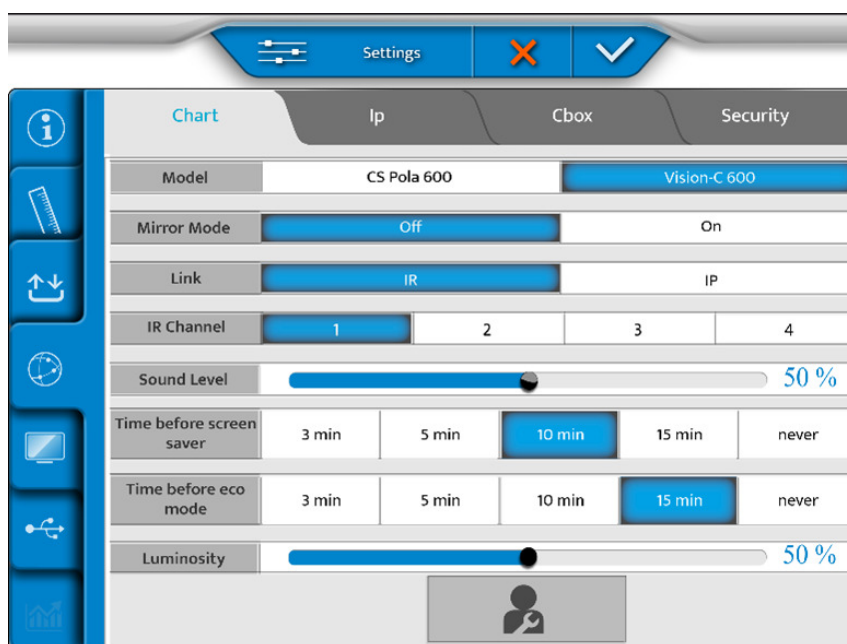 Settings
Chart Ip Cbox Security
Model CS Pola 600 Vision-C 600
Mirror Mode Off On
Link IR IP
IR Channel 1 2 3 4
Sound Level 50 %
Time before screen
saver 3 min 5 min 10 min 15 min never
Time before eco
mode 3 min 5 min 10 min 15 min never
Luminosity 50 %